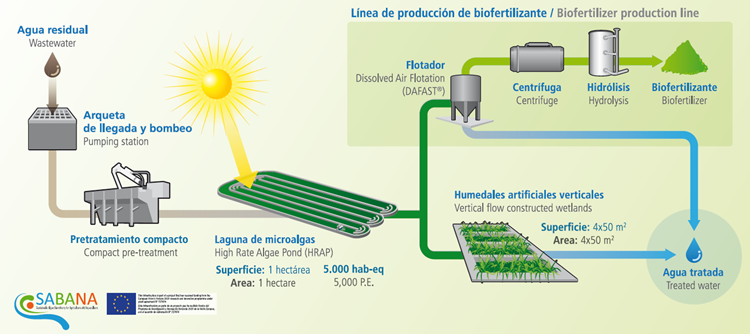 Línea de producción de biofertilizante / Biofertilizer production line
Agua residual
Wastewater
Arqueta
de llegada y bombeo
Pumping station
Pretratamiento compacto
Compact pre-treatment
Laguna de microalgas
High Rate Algae Pond (HRAP)
Superficie: 1 hectárea
Area: 1 hectare
5.000 hab-eq
5,000 P.E.
Flotador
Dissolved Air Flotation
(DAFAST®)
Centrífuga
Centrifuge
Hidrólisis
Hydrolysis
Biofertilizante
Biofertilizer
Humedales artificiales verticales
Vertical flow constructed wetlands
Superficie: 4x50 m²
Area: 4x50 m²
Agua tratada
Treated water
SABANA